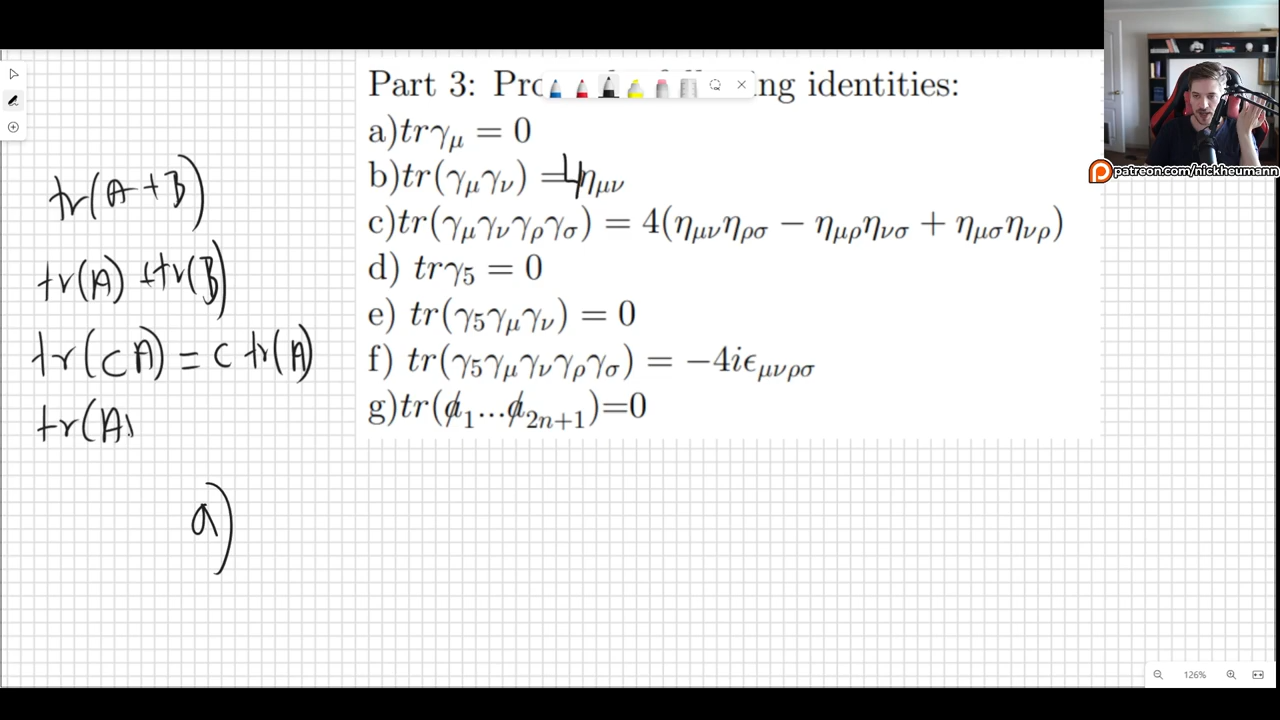 Part 3: Pro ing identities:
a)trγ_μ = 0
b)tr(γ_μγ_ν) = 4η_μν
c)tr(γ_μγ_νγ_ργ_σ) = 4(η_μνη_ρσ − η_μρη_νσ + η_μση_νρ)
d) trγ_5 = 0
e) tr(γ_5γ_μγ_ν) = 0
f) tr(γ_5γ_μγ_νγ_ργ_σ) = −4iϵ_μνρσ
g)tr(a̸_1...a̸_{2n+1})=0
tr(A+B)
tr(A) +tr(B)
tr(CA) = C tr(A)
tr(A
a)
patreon.com/nickheumann
126%